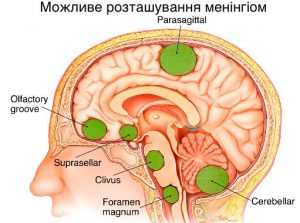 Можливе розташування менінгіом
Parasagittal
Olfactory
groove
Suprasellar
Clivus
Foramen
magnum
Cerebellar